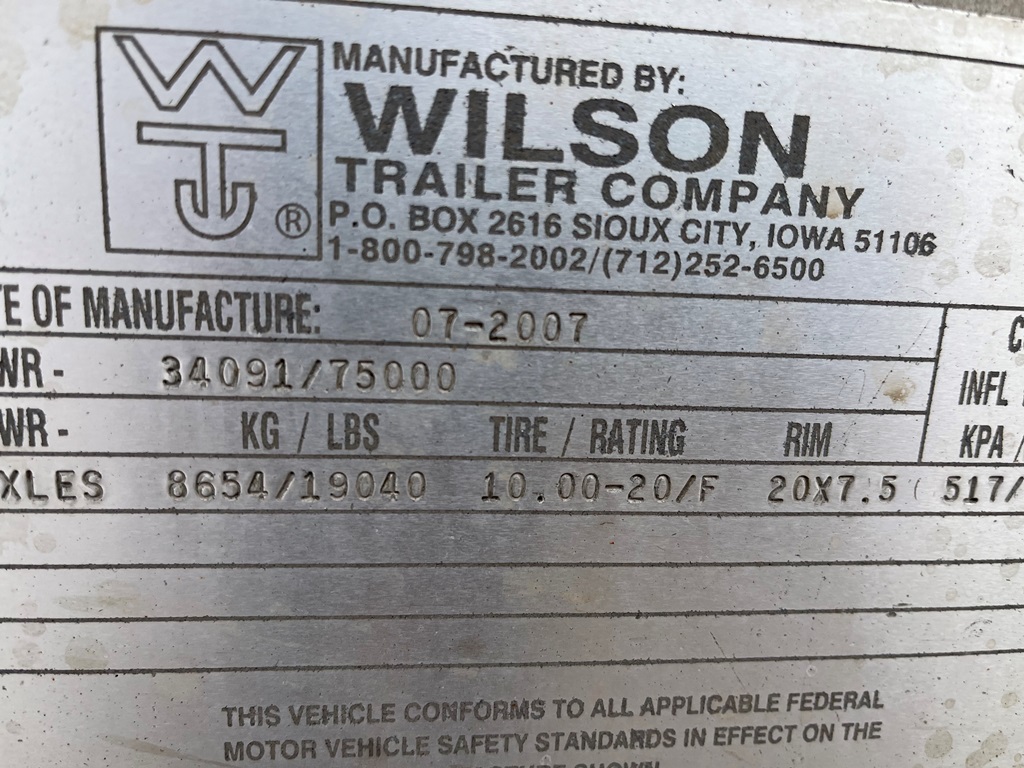 WTJ ®
MANUFACTURED BY:
WILSON
TRAILER COMPANY
P.O. BOX 2616 SIOUX CITY, IOWA 51106
1-800-798-2002/(712)252-6500
E OF MANUFACTURE: 07-2007
WR - 34091/75000
INFL
WR - KG / LBS TIRE / RATING RIM KPA /
XLES 8654/19040 10.00-20/F 20X7.5 517/
THIS VEHICLE CONFORMS TO ALL APPLICABLE FEDERAL
MOTOR VEHICLE SAFETY STANDARDS IN EFFECT ON THE